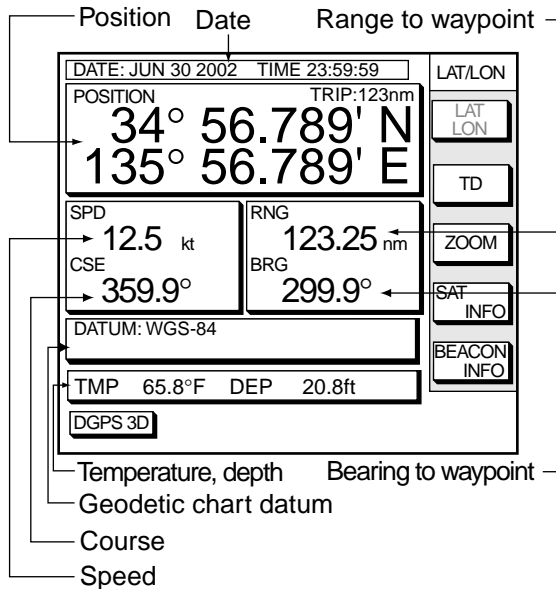 Position Date Range to waypoint
DATE: JUN 30 2002 TIME 23:59:59
LAT/LON
POSITION TRIP:123nm
34° 56.789' N
135° 56.789' E
LAT
LON
TD
SPD
12.5 kt
CSE
359.9°
RNG
123.25 nm
BRG
299.9°
ZOOM
SAT
INFO
DATUM: WGS-84
BEACON
INFO
TMP 65.8°F DEP 20.8ft
DGPS 3D
Temperature, depth Bearing to waypoint
Geodetic chart datum
Course
Speed